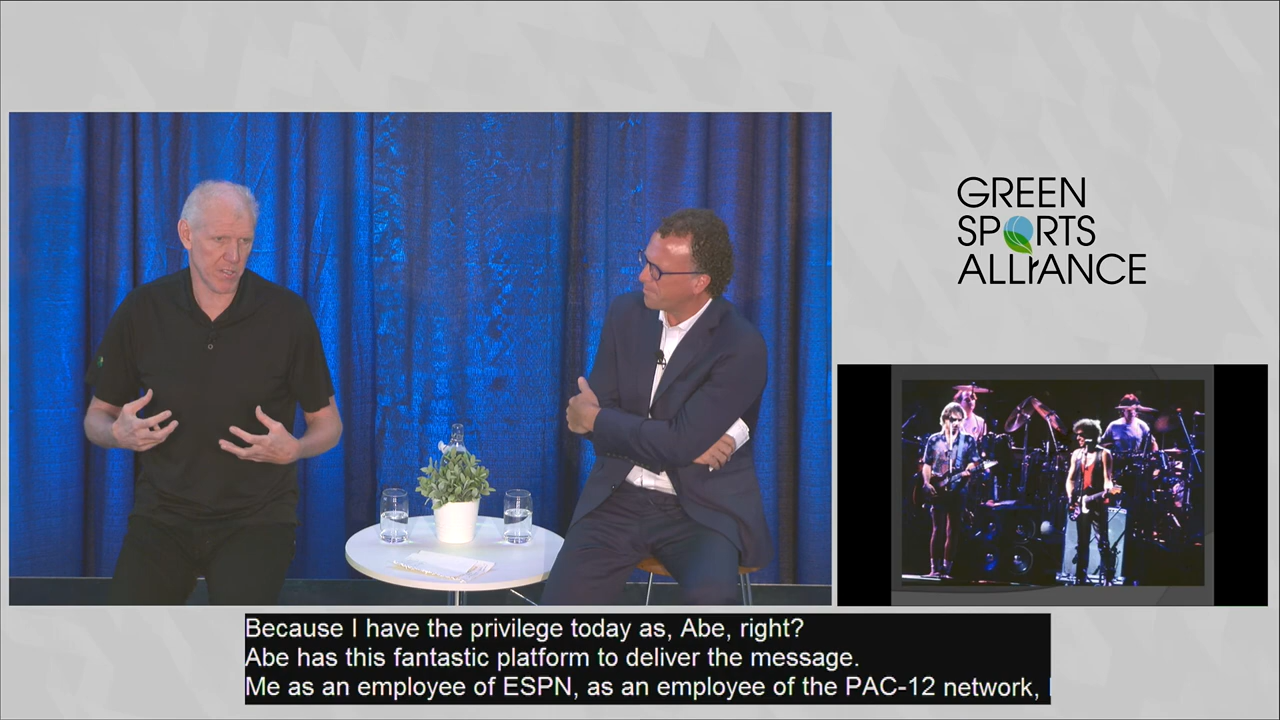 GREEN
SPORTS
ALLIANCE
Because I have the privilege today as, Abe, right?
Abe has this fantastic platform to deliver the message.
Me as an employee of ESPN, as an employee of the PAC-12 network,